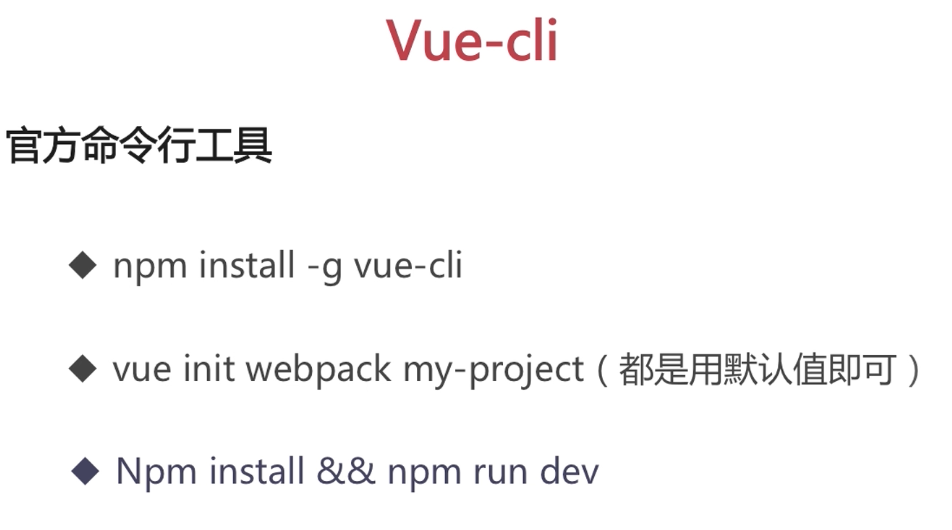 Vue-cli
官方命令行工具
◆ npm install -g vue-cli
◆ vue init webpack my-project（都是用默认值即可）
◆ Npm install && npm run dev